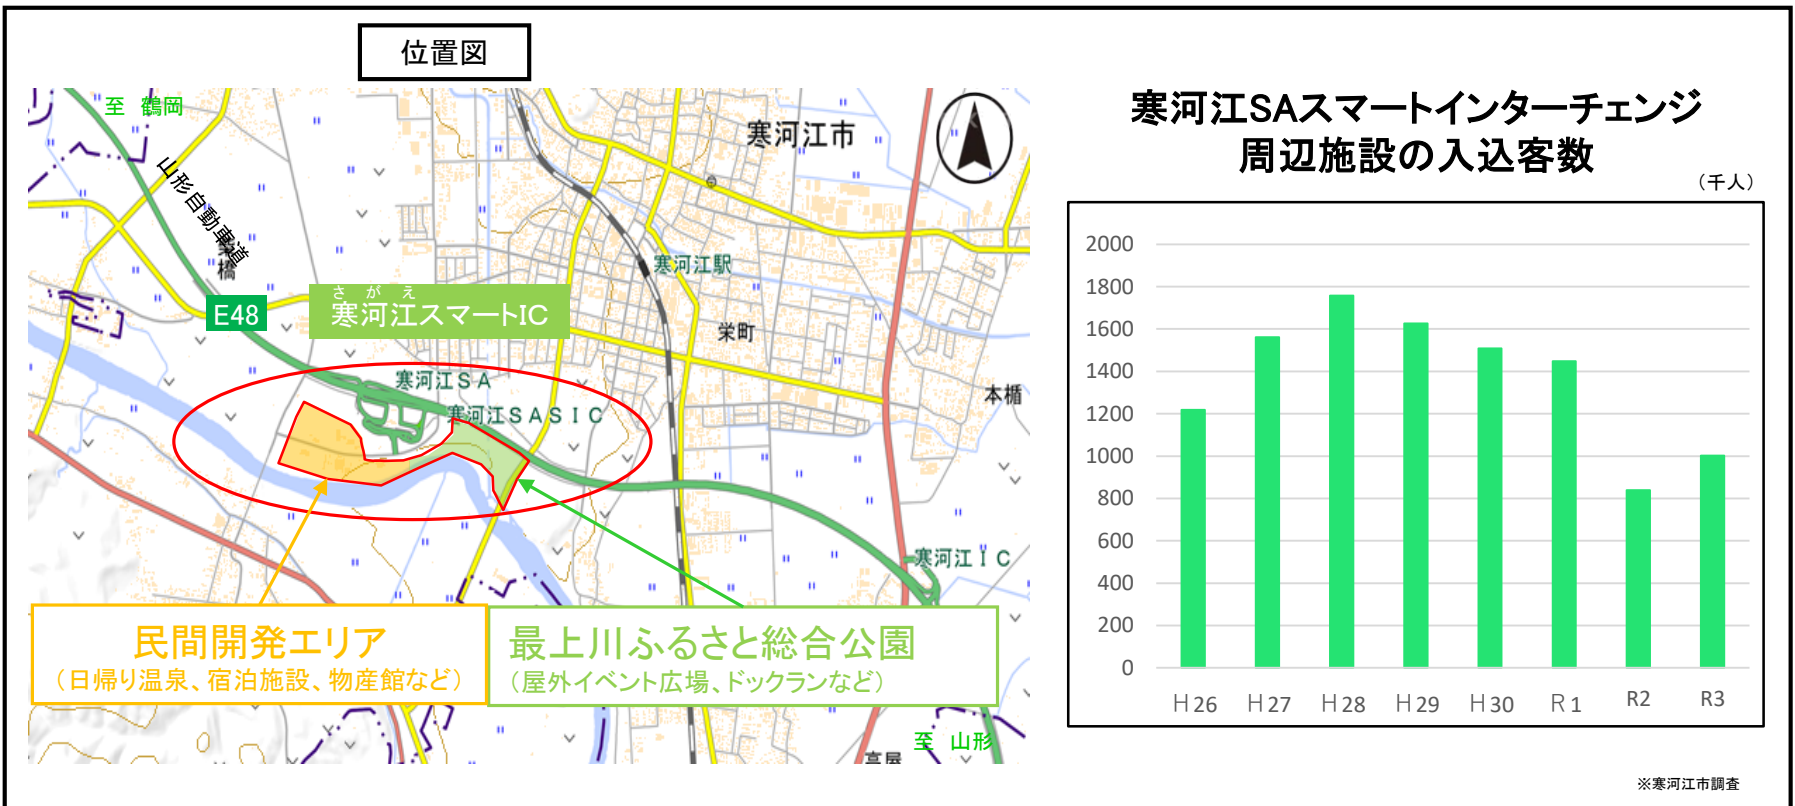 位置図
至 鶴岡
山形自動車道
橋
E48
さがえ
寒河江スマートIC
寒河江市
寒河江駅
栄町
本楯
寒河江SA
寒河江SASIC
寒河江IC
民間開発エリア
（日帰り温泉、宿泊施設、物産館など）
最上川ふるさと総合公園
（屋外イベント広場、ドックランなど）
至 山形
高屋
寒河江SAスマートインターチェンジ
周辺施設の入込客数
（千人）
2000
1800
1600
1400
1200
1000
800
600
400
200
0
H26 H27 H28 H29 H30 R1 R2 R3
※寒河江市調査